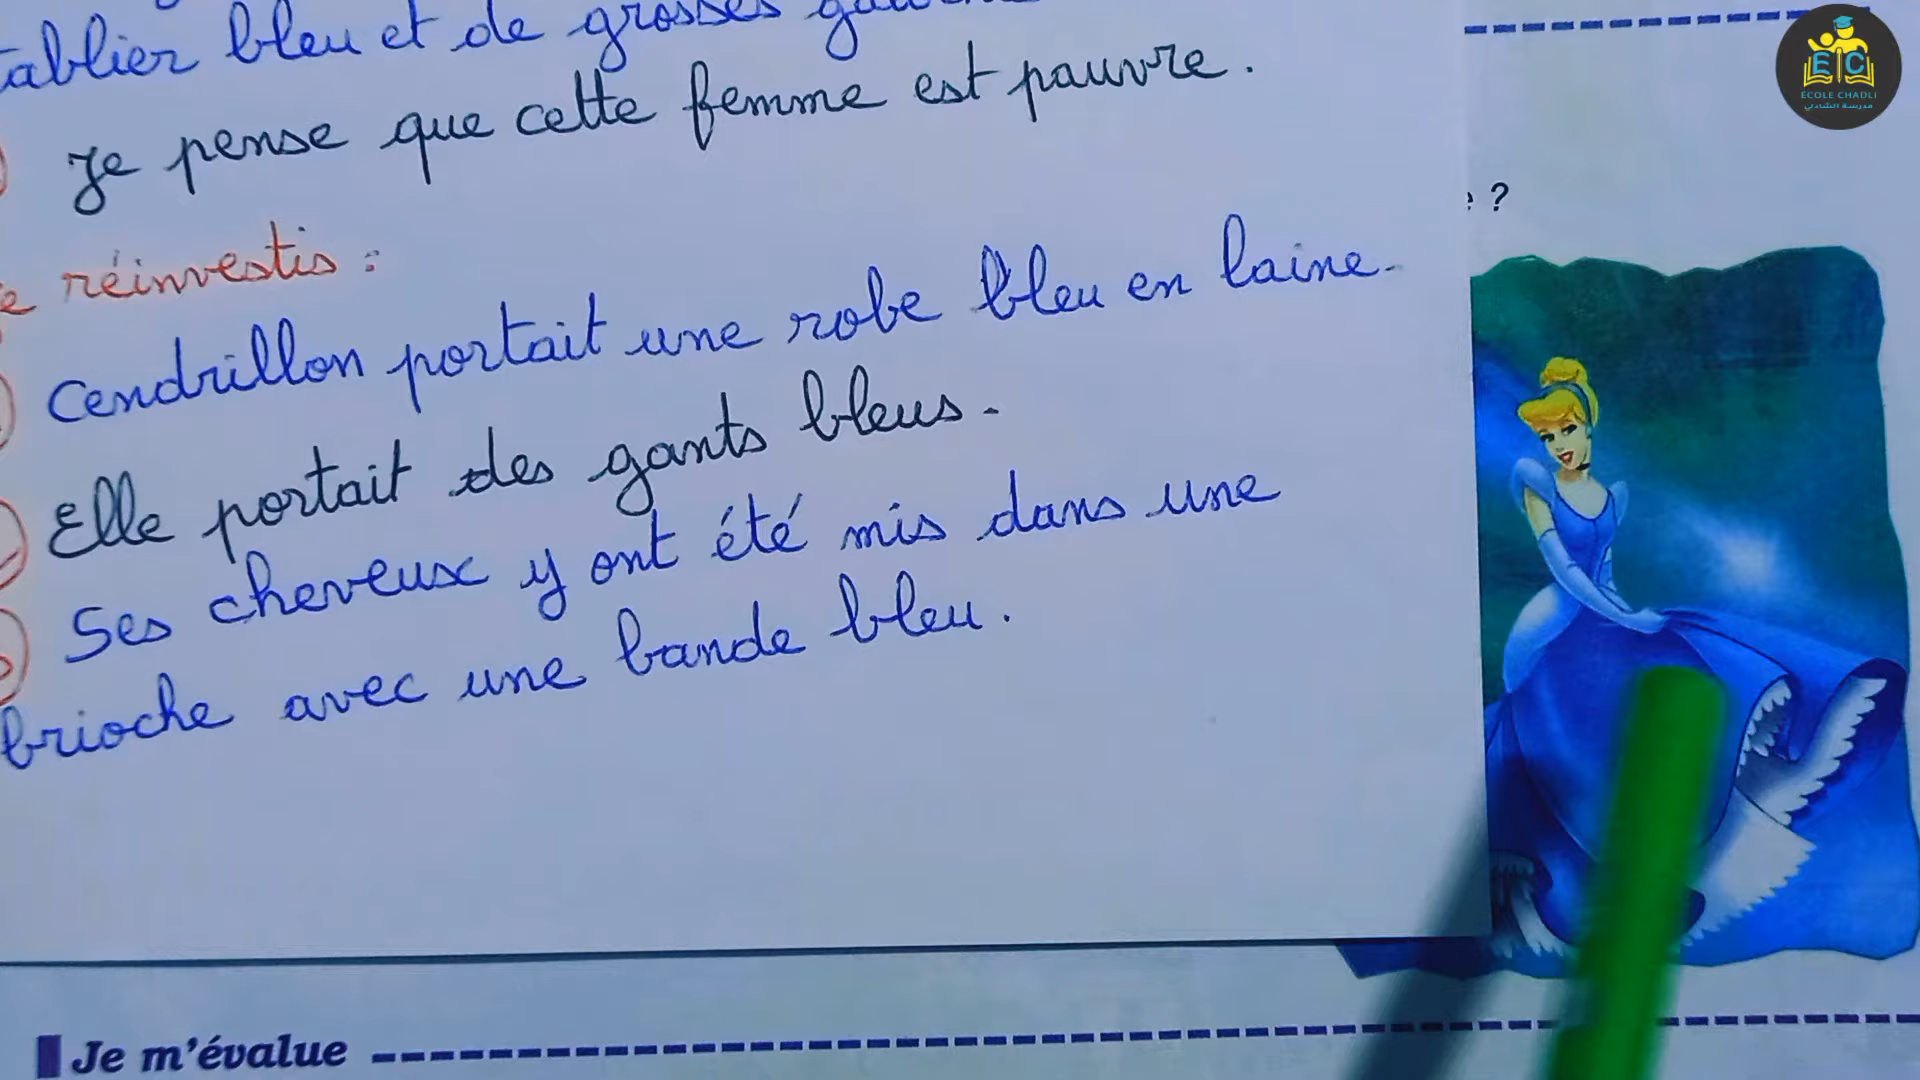 tablier bleu et de grosses
Je pense que cette femme est pauvre.
réinvestis :
Cendrillon portait une robe bleu en laine.
Elle portait des gants bleus.
Ses cheveux y ont été mis dans une
brioche avec une bande bleu.
?
Je m'évalue
E C
ÉCOLE CHADLI
مدرسة الشادلي